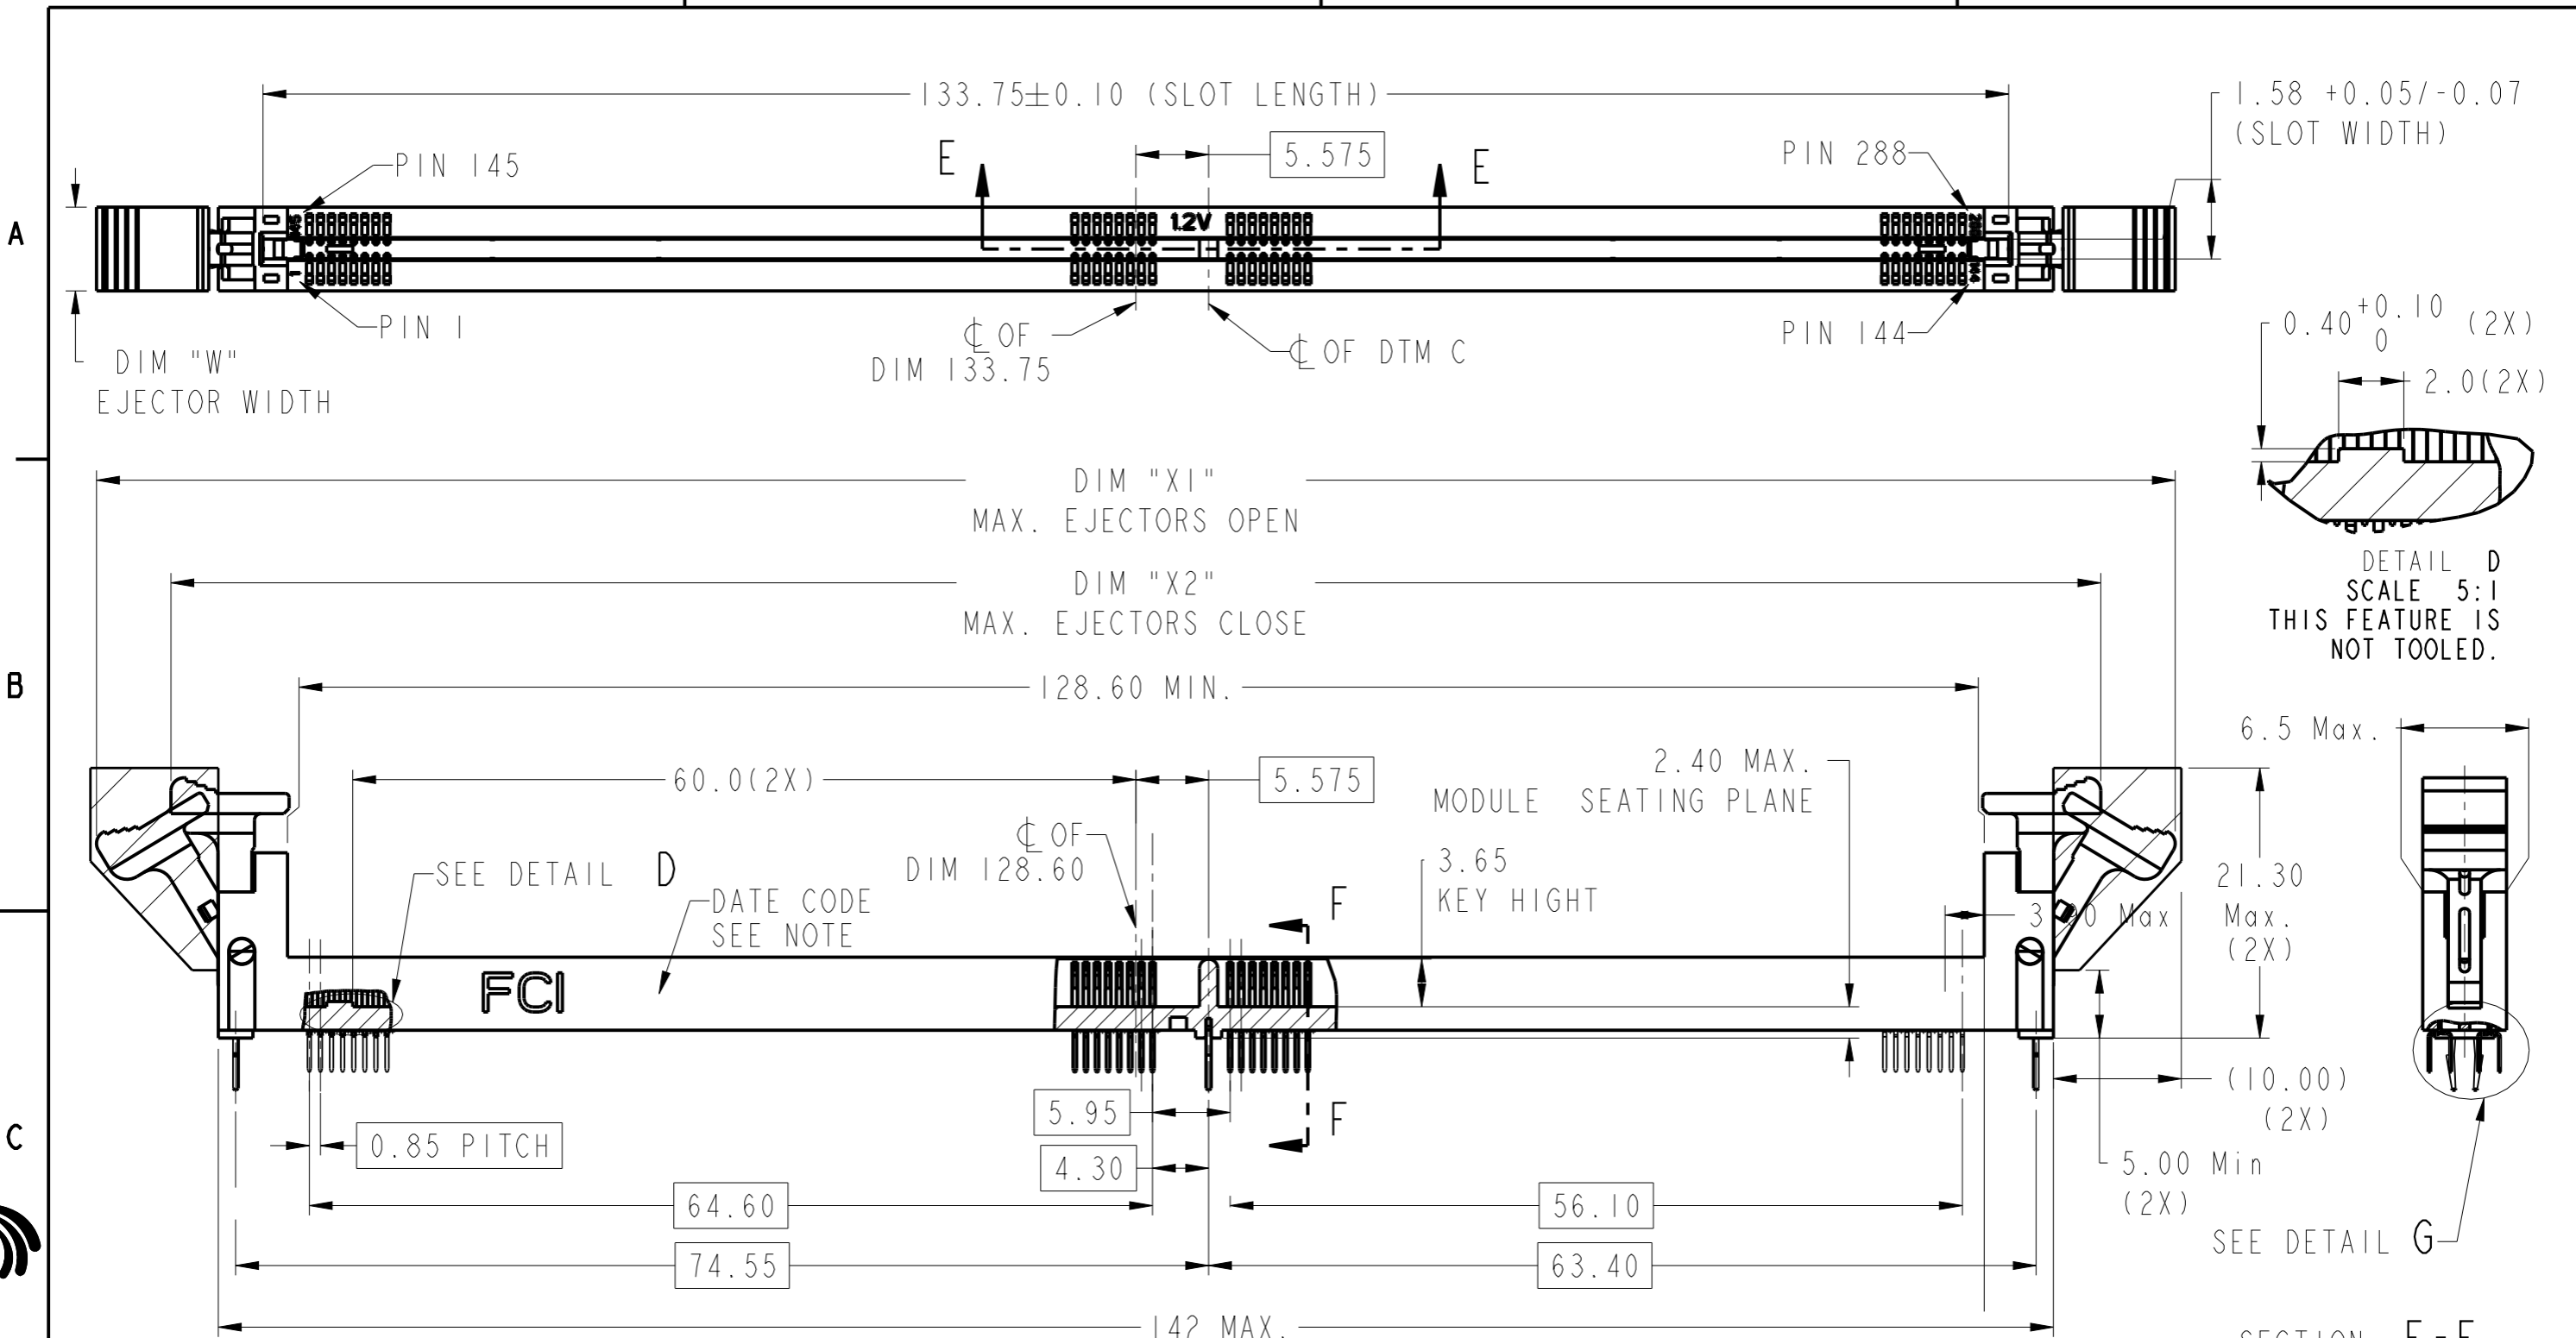 133.75±0.10 (SLOT LENGTH)
1.58 +0.05/-0.07
(SLOT WIDTH)
E
5.575
E
PIN 145
PIN 288
A
145
1.2V
288
1
144
PIN 1
℄ OF
DIM 133.75
℄ OF DTM C
PIN 144
DIM "W"
EJECTOR WIDTH
0.40 +0.10 (2X)
0
2.0(2X)
DIM "X1"
MAX. EJECTORS OPEN
DETAIL D
SCALE 5:1
THIS FEATURE IS
NOT TOOLED.
DIM "X2"
MAX. EJECTORS CLOSE
B
128.60 MIN.
6.5 Max.
60.0(2X)
5.575
2.40 MAX.
MODULE SEATING PLANE
℄ OF
DIM 128.60
3.65
KEY HIGHT
SEE DETAIL D
DATE CODE
SEE NOTE
F
21.30
Max.
(2X)
Max
FCI
(10.00)
(2X)
5.95
F
C
0.85 PITCH
4.30
5.00 Min
(2X)
64.60
56.10
SEE DETAIL G
74.55
63.40
142 MAX.
SECTION